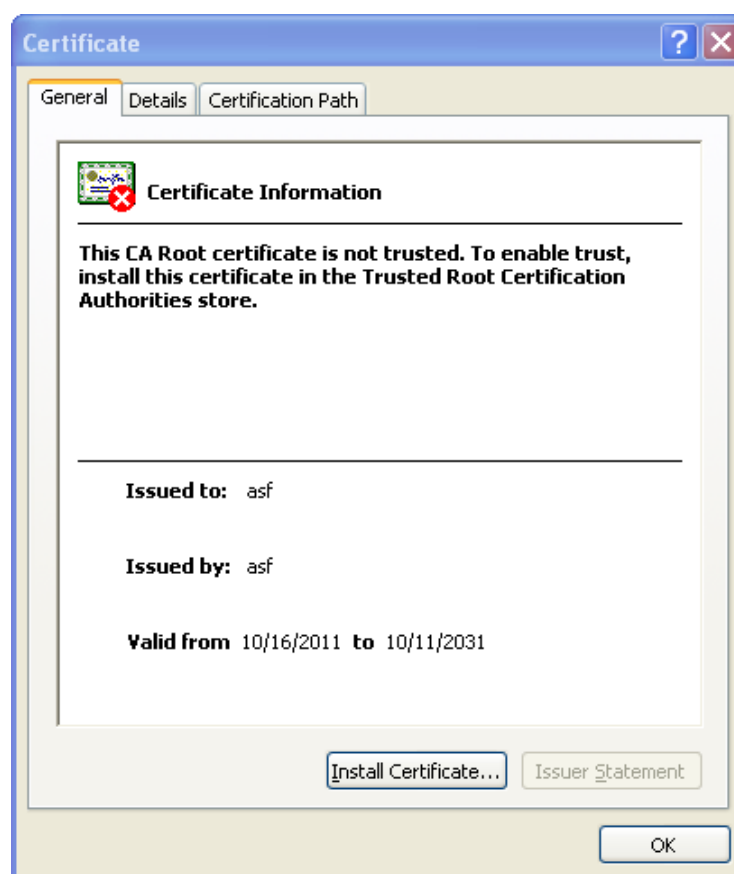 Certificate
General Details Certification Path
Certificate Information
This CA Root certificate is not trusted. To enable trust,
install this certificate in the Trusted Root Certification
Authorities store.
Issued to: asf
Issued by: asf
Valid from 10/16/2011 to 10/11/2031
Install Certificate... Issuer Statement
OK